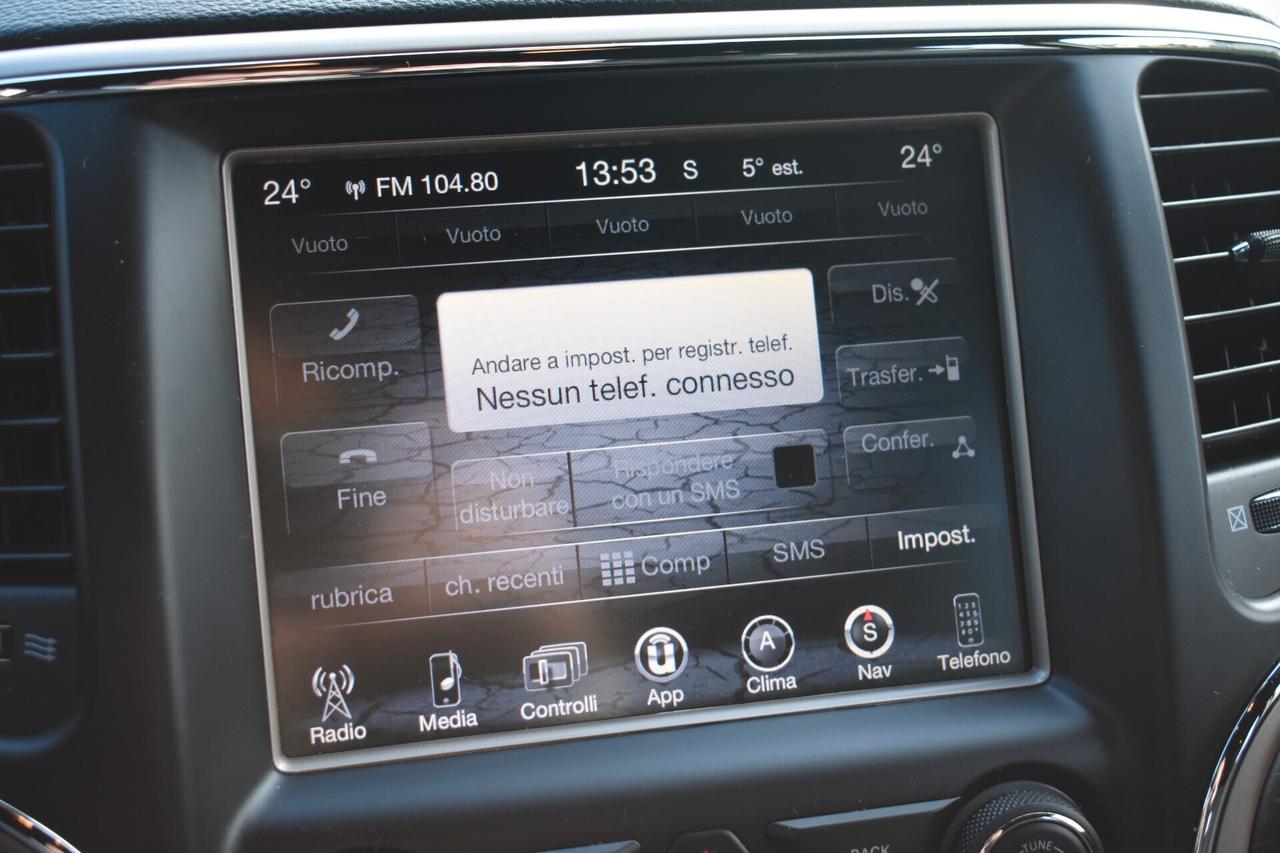 24° FM 104.80 13:53 S 5° est. 24°
Vuoto Vuoto Vuoto Vuoto Vuoto
Ricomp.
Andare a impost. per registr. telef.
Nessun telef. connesso
Dis.
Trasfer.
Confer.
Fine
Non
disturbare
Rispondere
con un SMS
rubrica ch. recenti Comp SMS Impost.
Radio Media Controlli App Clima Nav Telefono
A
S
BACK
TUNE